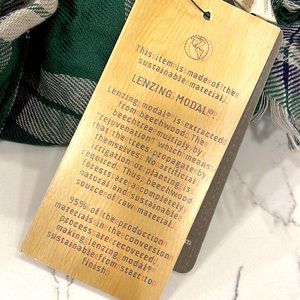 This item is made of the
sustainable material,
LENZING MODAL®
Lenzing modal® is extracted
from beechwood. The
beechtree multiply by
"rejuvenation" which means
that the trees propagate by
themselves. No artificial
irrigation or planting is
required. Thus, beechwood
forests are a completely
natural and sustainable
source of raw material.
95% of the production
materials in the conversion
process are recovered,
making lenzing modal®
sustainable from start to
finish.